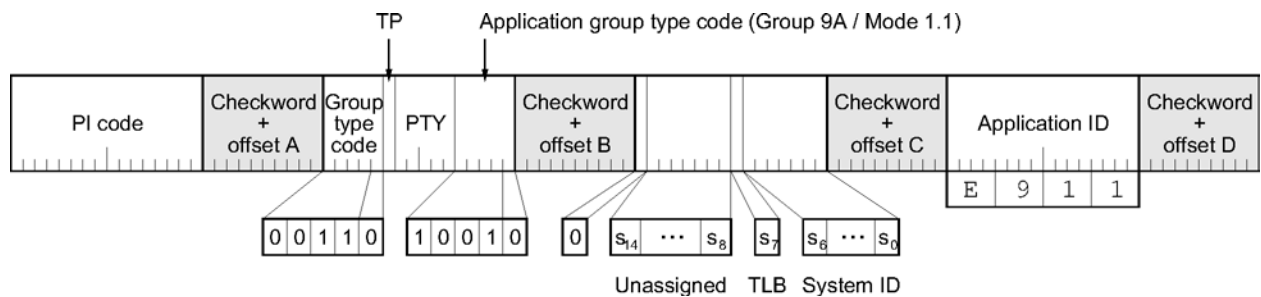 TP
Application group type code (Group 9A / Mode 1.1)
PI code
Checkword
+
offset A
Group
type
code
PTY
Checkword
+
offset B
Checkword
+
offset C
Application ID
Checkword
+
offset D
E 9 1 1
0 0 1 1 0
1 0 0 1 0
0
s14 ··· s8
s7
s6 ··· s0
Unassigned
TLB
System ID